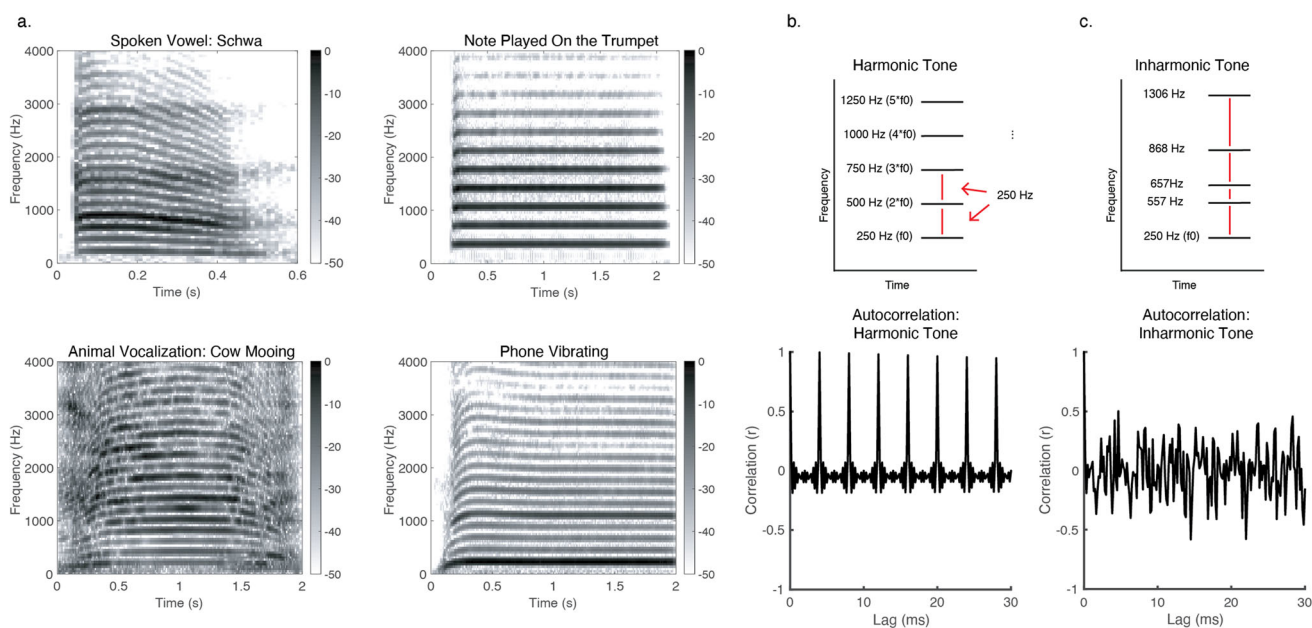 a.
Spoken Vowel: Schwa
4000
3000
2000
1000
0
Frequency (Hz)
0
0.2
0.4
0.6
Time (s)
0
-10
-20
-30
-40
-50
Note Played On the Trumpet
4000
3000
2000
1000
0
Frequency (Hz)
0
0.5
1
1.5
2
Time (s)
0
-10
-20
-30
-40
-50
Animal Vocalization: Cow Mooing
4000
3000
2000
1000
0
Frequency (Hz)
0
0.5
1
1.5
2
Time (s)
0
-10
-20
-30
-40
-50
Phone Vibrating
4000
3000
2000
1000
0
Frequency (Hz)
0
0.5
1
1.5
2
Time (s)
0
-10
-20
-30
-40
-50
b.
Harmonic Tone
1250 Hz (5*f0)
1000 Hz (4*f0)
750 Hz (3*f0)
500 Hz (2*f0)
250 Hz (f0)
250 Hz
...
Frequency
Time
Autocorrelation:
Harmonic Tone
1
0.5
0
-0.5
-1
Correlation (r)
0
10
20
30
Lag (ms)
c.
Inharmonic Tone
1306 Hz
868 Hz
657Hz
557 Hz
250 Hz (f0)
Frequency
Time
Autocorrelation:
Inharmonic Tone
1
0.5
0
-0.5
-1
Correlation (r)
0
10
20
30
Lag (ms)